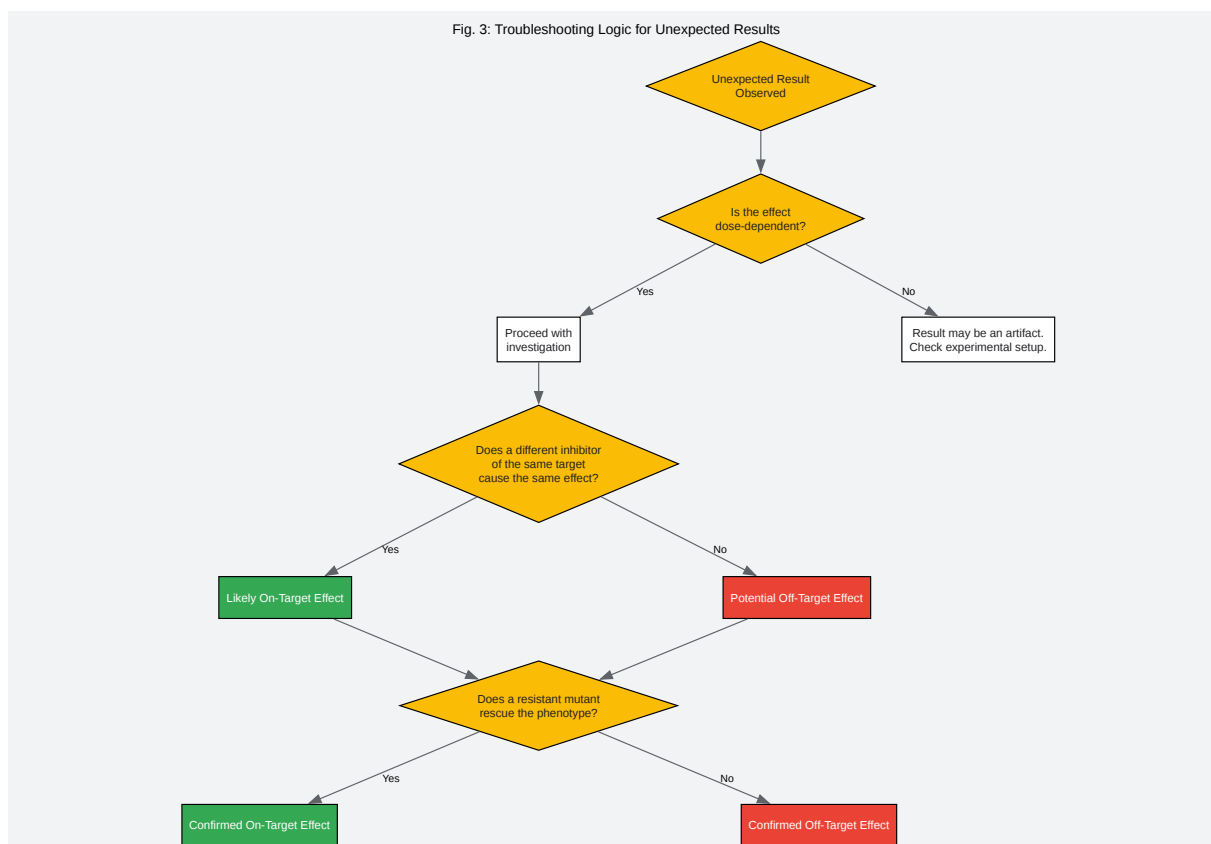 Fig. 3: Troubleshooting Logic for Unexpected Results
Unexpected Result
Observed
Is the effect
dose-dependent?
Yes
No
Proceed with
investigation
Result may be an artifact.
Check experimental setup.
Does a different inhibitor
of the same target
cause the same effect?
Yes
No
Likely On-Target Effect
Potential Off-Target Effect
Does a resistant mutant
rescue the phenotype?
Yes
No
Confirmed On-Target Effect
Confirmed Off-Target Effect